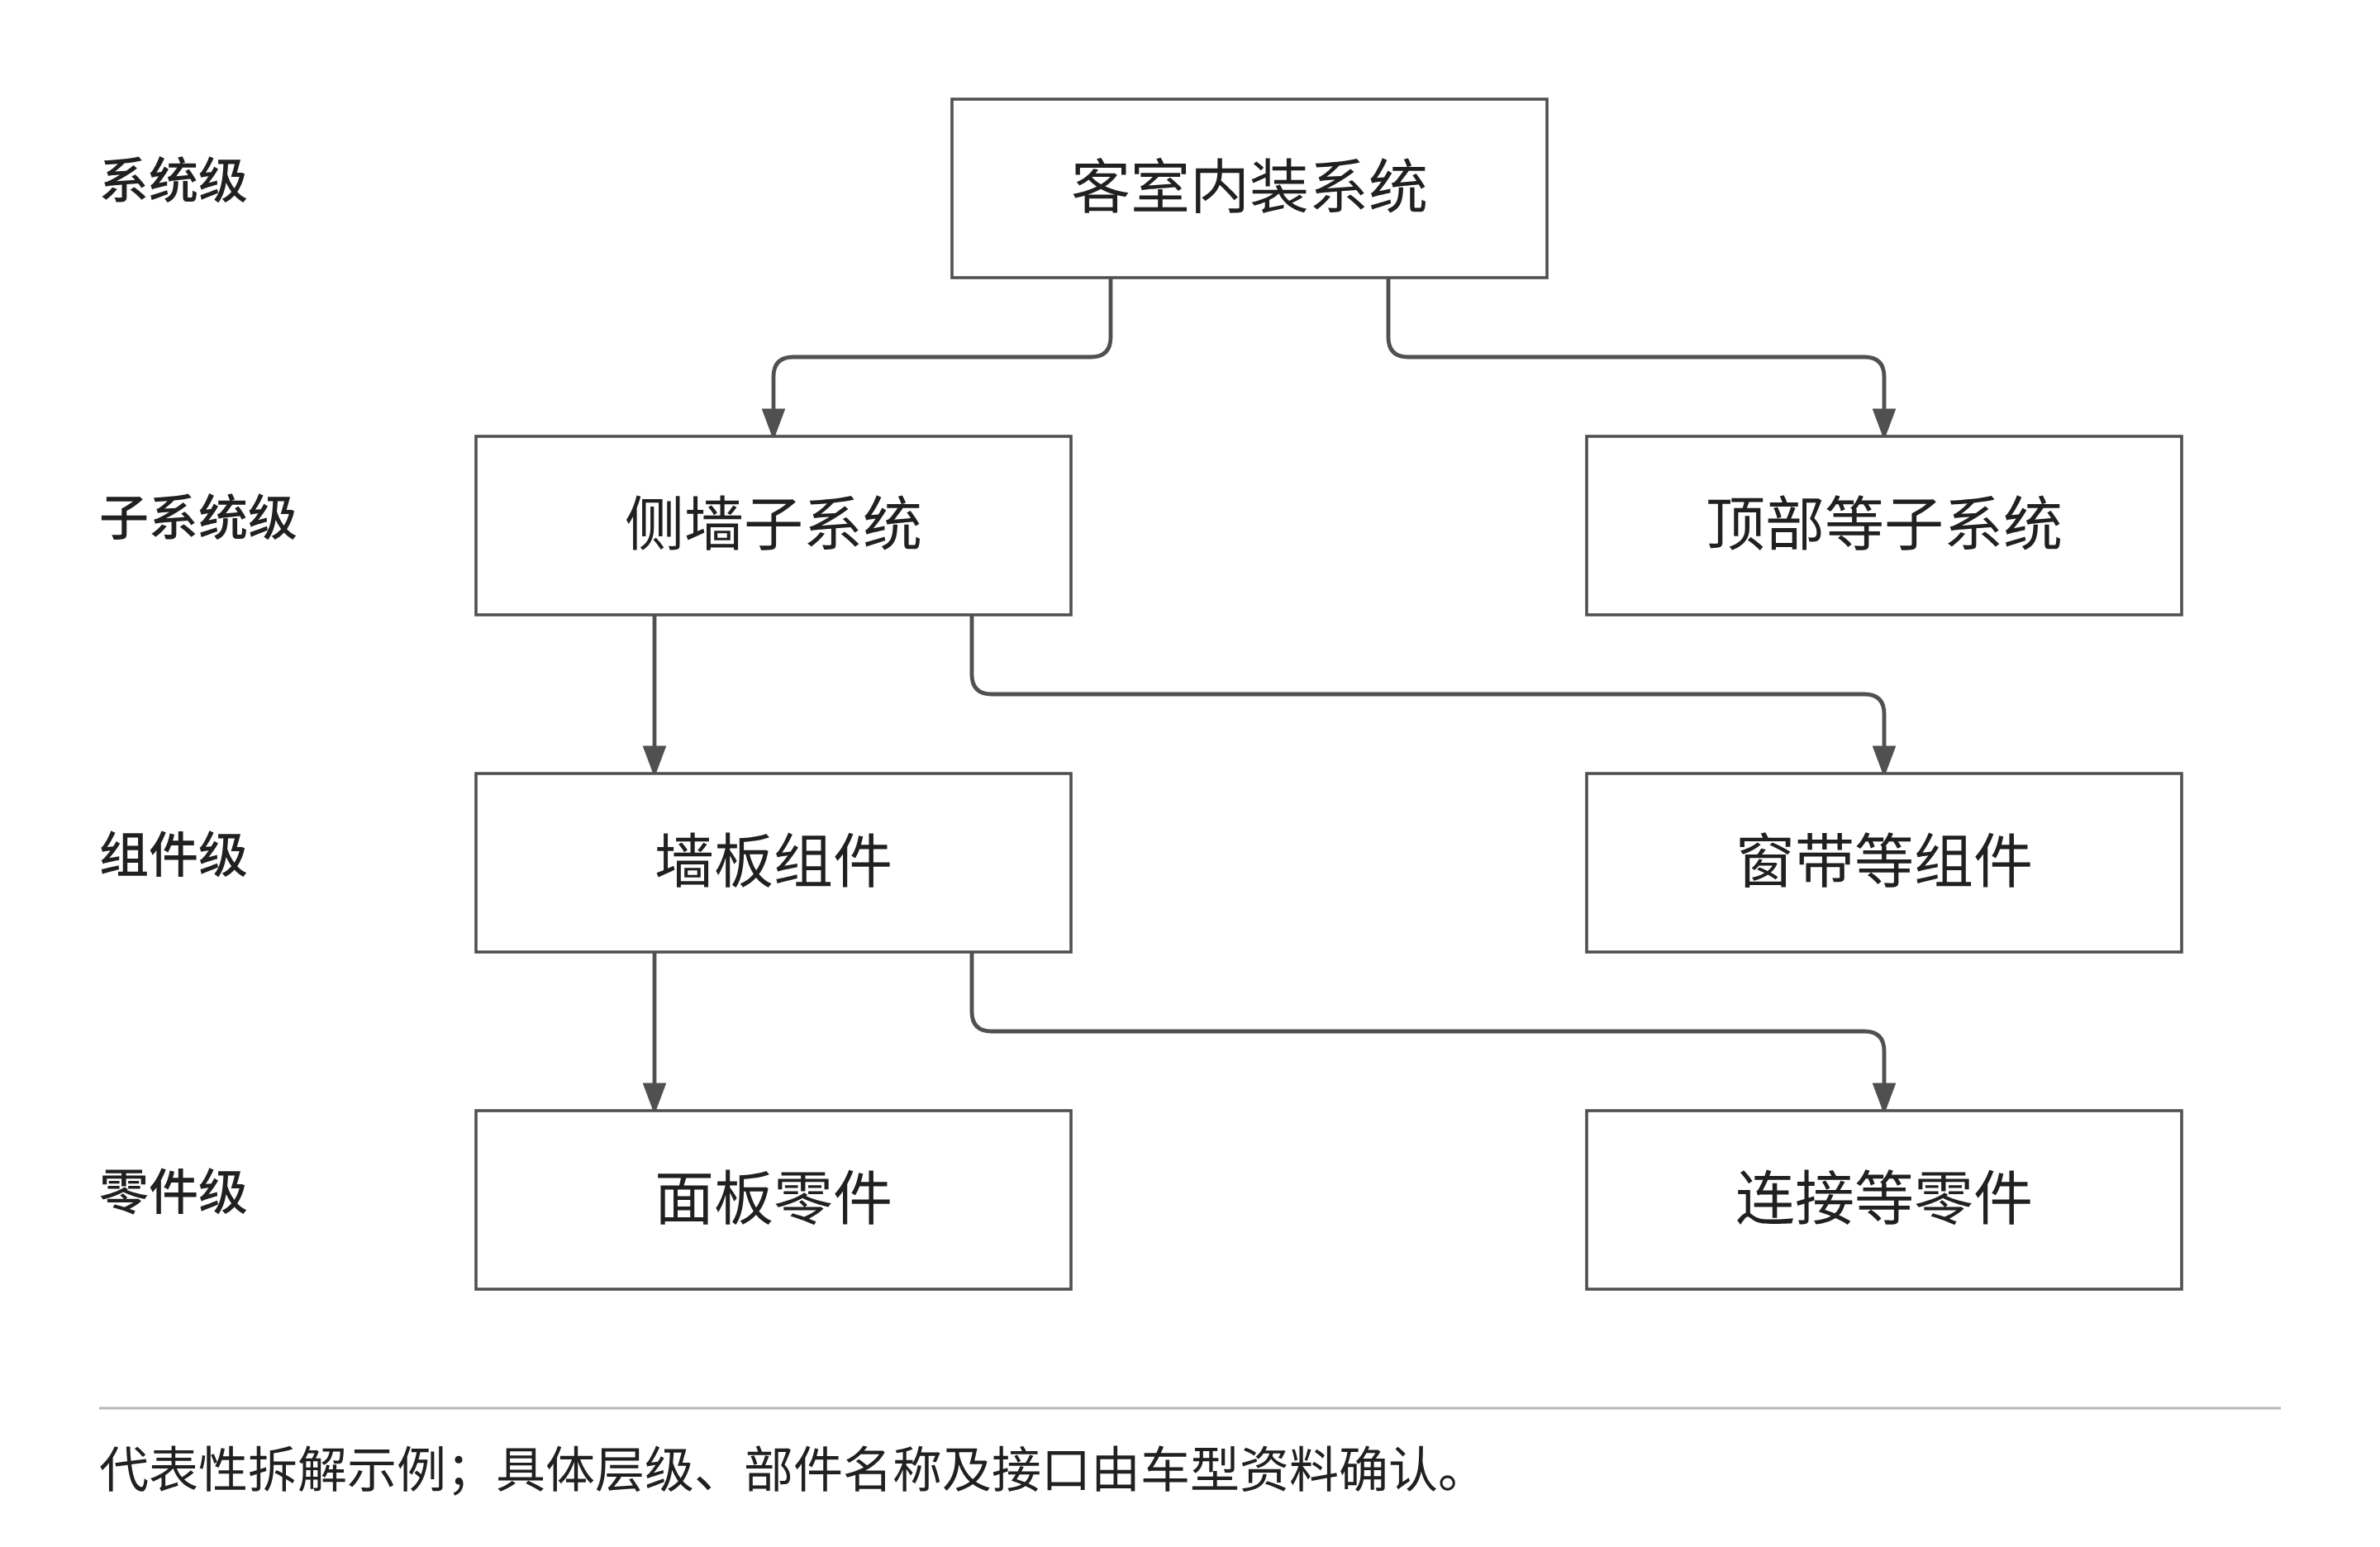 系统级
客室内装系统
子系统级
侧墙子系统
顶部等子系统
组件级
墙板组件
窗带等组件
零件级
面板零件
连接等零件
代表性拆解示例；具体层级、部件名称及接口由车型资料确认。